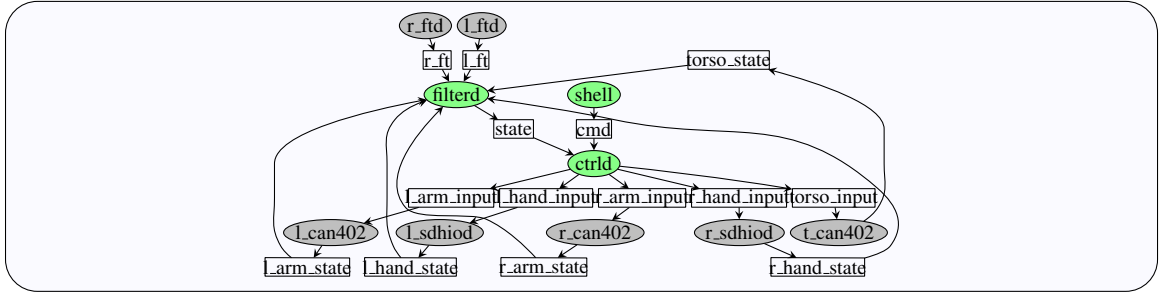 r_ftd l_ftd
r_ft l_ft torso_state
filterd shell
state cmd
ctrld
l_arm_input l_hand_input r_arm_input r_hand_input torso_input
l_can402 l_sdhiod r_can402 r_sdhiod t_can402
l_arm_state l_hand_state r_arm_state r_hand_state